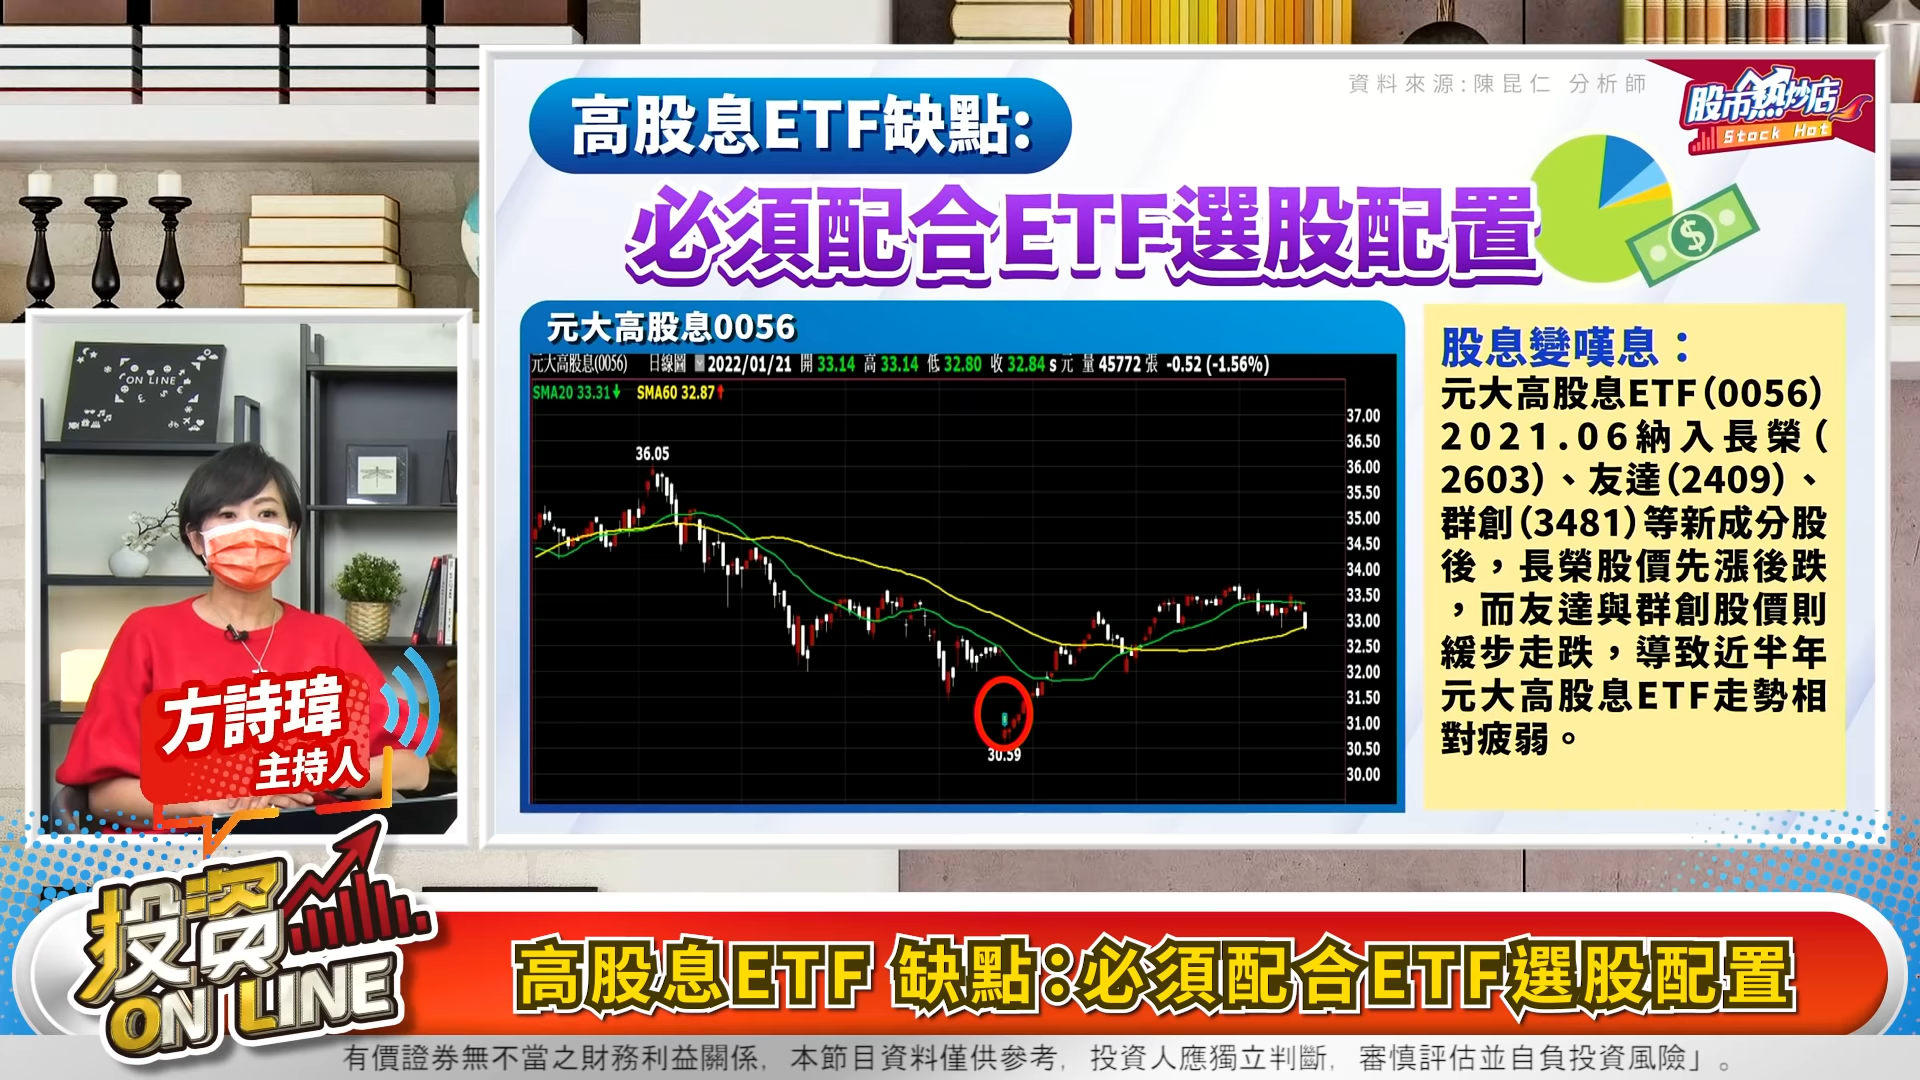 資料來源:陳昆仁 分析師
股市熱炒店
Stock Hot
高股息ETF缺點:
必須配合ETF選股配置
元大高股息0056
元大高股息(0056) 日線圖 2022/01/21 開 33.14 高 33.14 低 32.80 收 32.84 s 元 量 45772 張 -0.52 (-1.56%)
SMA20 33.31↓ SMA60 32.87↑
37.00
36.50
36.00
35.50
35.00
34.50
34.00
33.50
33.00
32.50
32.00
31.50
31.00
30.50
30.00
36.05
30.59
股息變嘆息：
元大高股息ETF(0056)
2021.06納入長榮(
2603)、友達(2409)、
群創(3481)等新成分股
後，長榮股價先漲後跌
，而友達與群創股價則
緩步走跌，導致近半年
元大高股息ETF走勢相
對疲弱。
ON LINE
方詩瑋
主持人
投資
ON LINE
高股息ETF 缺點:必須配合ETF選股配置
有價證券無不當之財務利益關係，本節目資料僅供參考，投資人應獨立判斷，審慎評估並自負投資風險」。